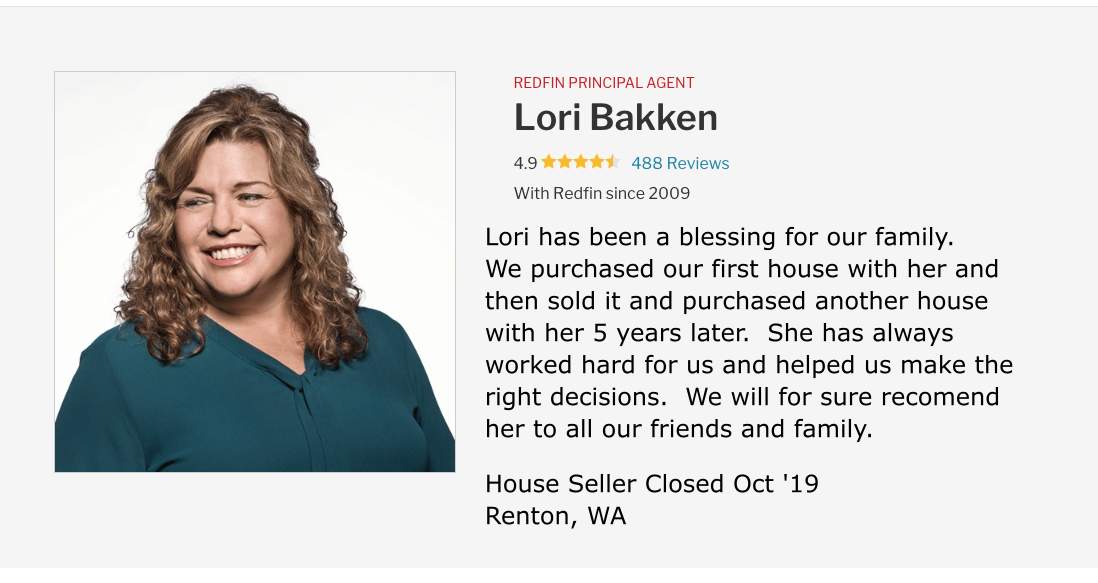 REDFIN PRINCIPAL AGENT
Lori Bakken
4.9 488 Reviews
With Redfin since 2009
Lori has been a blessing for our family.
We purchased our first house with her and
then sold it and purchased another house
with her 5 years later.  She has always
worked hard for us and helped us make the
right decisions.  We will for sure recomend
her to all our friends and family.
House Seller Closed Oct '19
Renton, WA